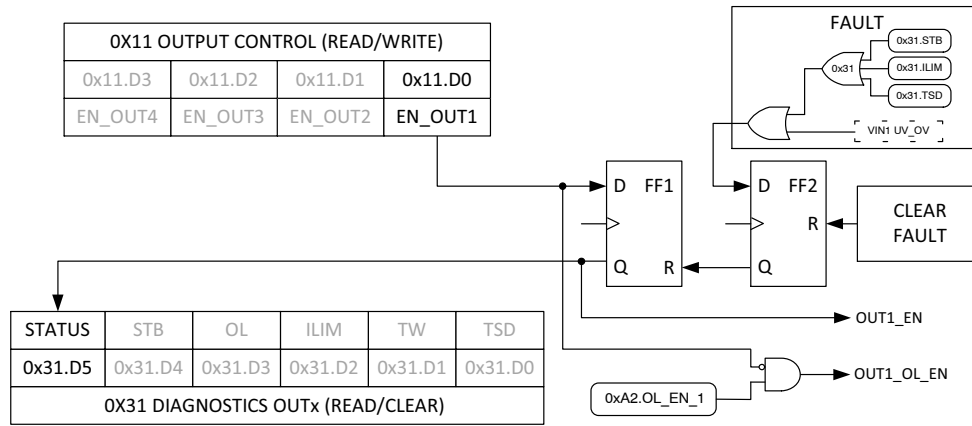 0X11 OUTPUT CONTROL (READ/WRITE)
0x11.D3 0x11.D2 0x11.D1 0x11.D0
EN_OUT4 EN_OUT3 EN_OUT2 EN_OUT1
FAULT
0x31.STB
0x31
0x31.ILIM
0x31.TSD
VIN1 UV_OV
D FF1
Q R
D FF2
R
Q
CLEAR
FAULT
STATUS STB OL ILIM TW TSD
0x31.D5 0x31.D4 0x31.D3 0x31.D2 0x31.D1 0x31.D0
0X31 DIAGNOSTICS OUTx (READ/CLEAR)
OUT1_EN
OUT1_OL_EN
0xA2.OL_EN_1